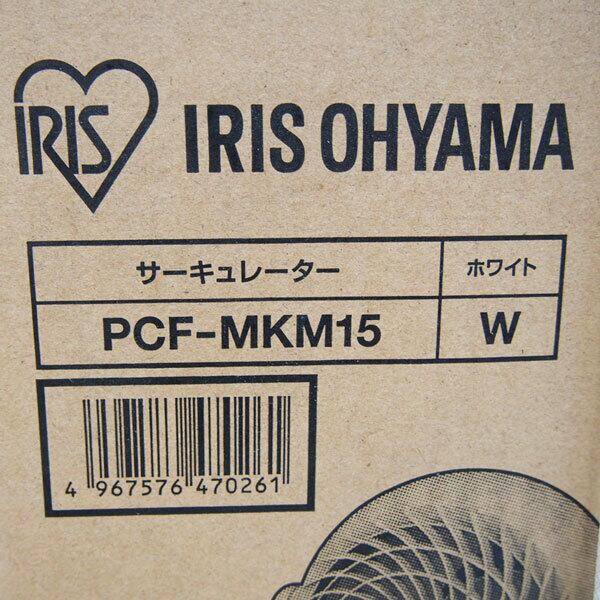 IRIS IRIS OHYAMA
サーキュレーター ホワイト
PCF-MKM15 W
4 967576 470261